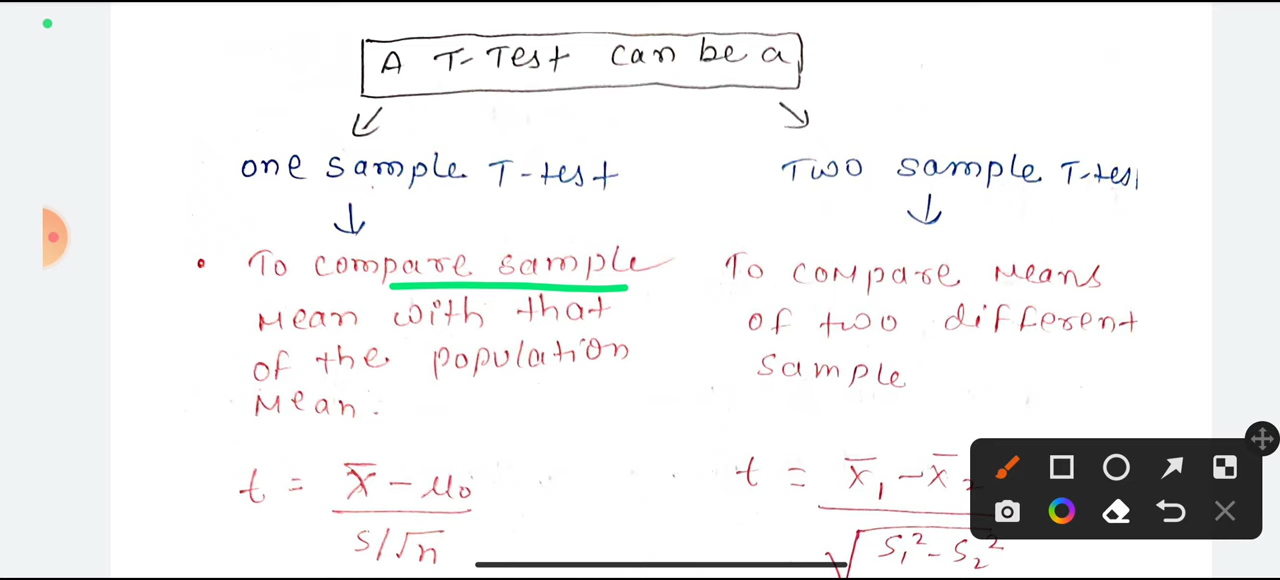 A T-Test can be a
one sample T-test
Two sample T-test
• To compare sample
mean with that
of the population
mean.
To compare means
of two different
sample
t = x̄ - μ₀
s/√n
t = x̄₁ - x̄₂
√ s₁² - s₂²